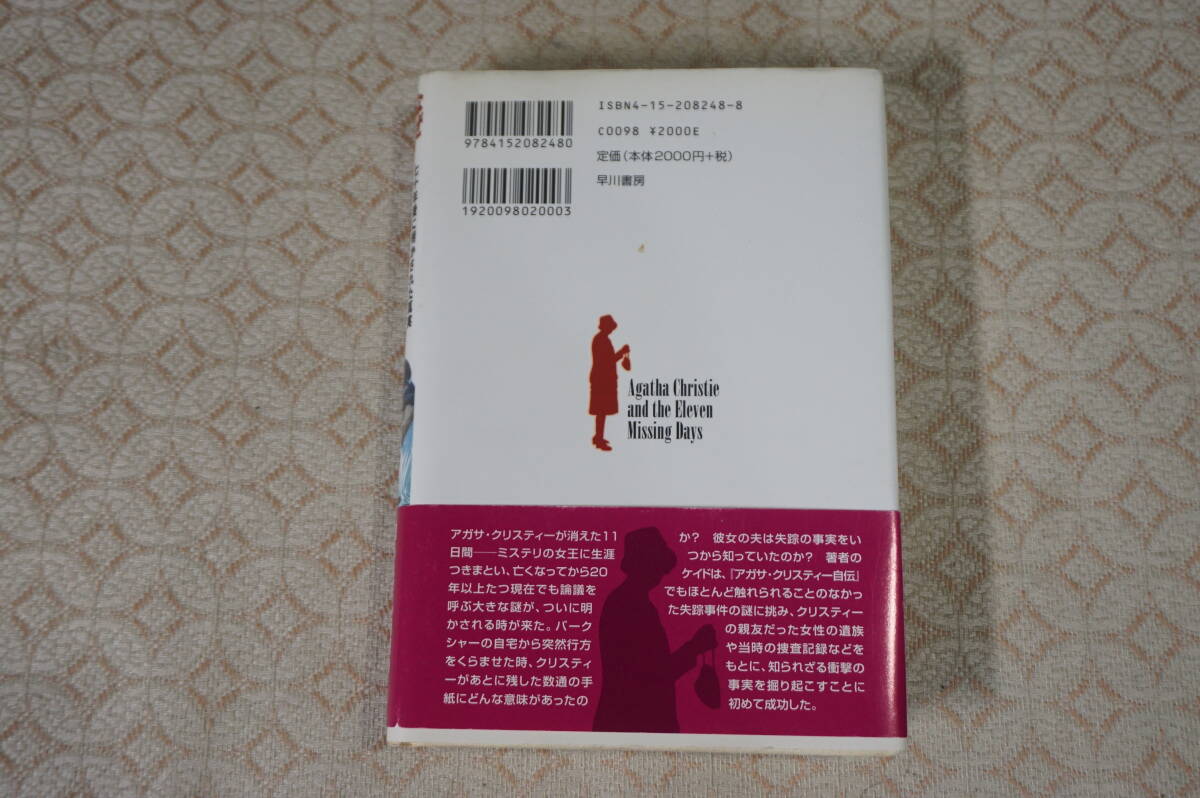 ISBN4-15-208248-8
9784152082480
C0098 ¥2000E
定価(本体2000円+税)
早川書房
1920098020003
Agatha Christie
and the Eleven
Missing Days
アガサ・クリスティーが消えた11
日間――ミステリの女王に生涯
つきまとい、亡くなってから20
年以上たつ現在でも論議を
呼ぶ大きな謎が、ついに明
かされる時が来た。バーク
シャーの自宅から突然行方
をくらませた時、クリスティ
ーがあとに残した数通の手
紙にどんな意味があったの
か? 彼女の夫は失踪の事実をい
つから知っていたのか? 著者の
ケイドは、『アガサ・クリスティー自伝』
でもほとんど触れられることのなかっ
た失踪事件の謎に挑み、クリスティー
の親友だった女性の遺族
や当時の捜査記録などを
もとに、知られざる衝撃の
事実を掘り起こすことに
初めて成功した。